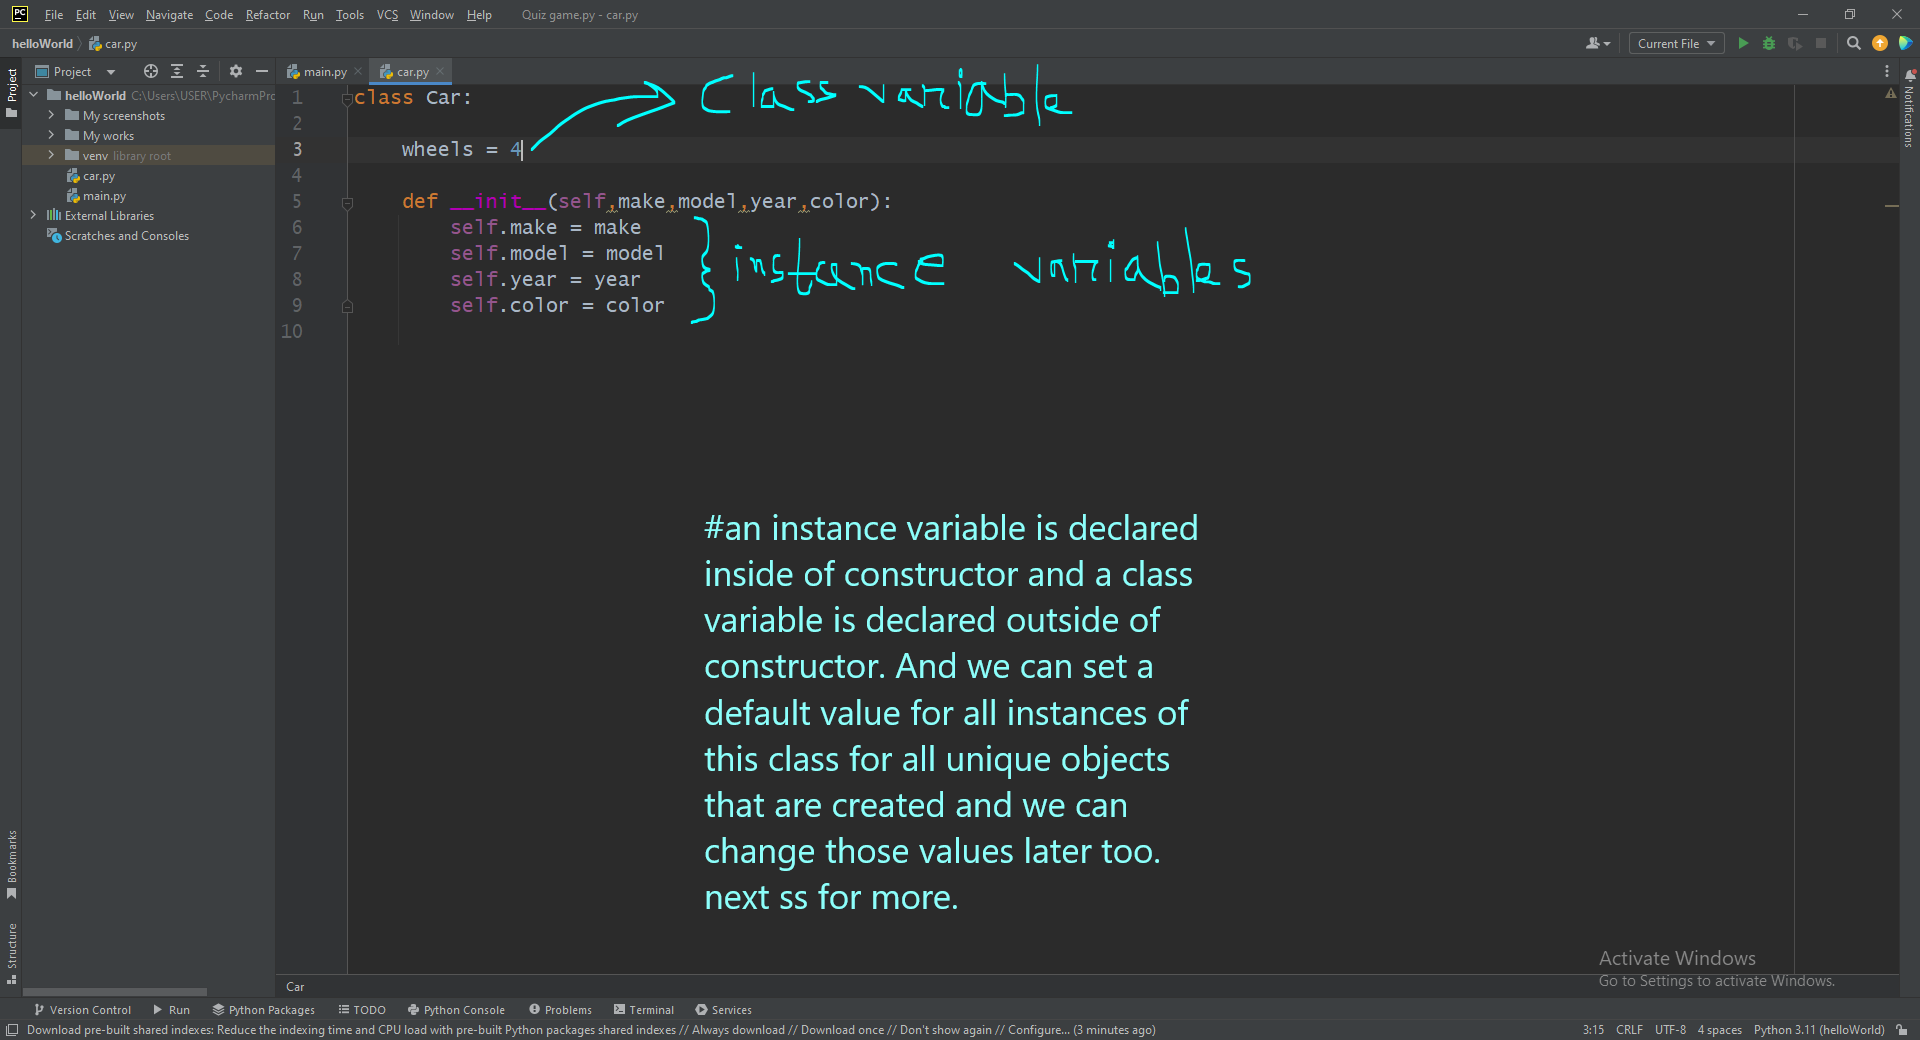 PC File Edit View Navigate Code Refactor Run Tools VCS Window Help Quiz game.py - car.py
helloWorld car.py Current File
Project main.py car.py
Project
helloWorld C:\Users\USER\PycharmPro
My screenshots
My works
venv library root
car.py
main.py
External Libraries
Scratches and Consoles
Bookmarks
Structure
Notifications
1 class Car:
Class variable
2
3 wheels = 4
4
5 def __init__(self,make,model,year,color):
6 self.make = make
7 self.model = model
8 self.year = year
9 self.color = color
10
instance variables
#an instance variable is declared
inside of constructor and a class
variable is declared outside of
constructor. And we can set a
default value for all instances of
this class for all unique objects
that are created and we can
change those values later too.
next ss for more.
Activate Windows
Go to Settings to activate Windows.
Car
Version Control Run Python Packages TODO Python Console Problems Terminal Services
Download pre-built shared indexes: Reduce the indexing time and CPU load with pre-built Python packages shared indexes // Always download // Download once // Don't show again // Configure... (3 minutes ago) 3:15 CRLF UTF-8 4 spaces Python 3.11 (helloWorld)